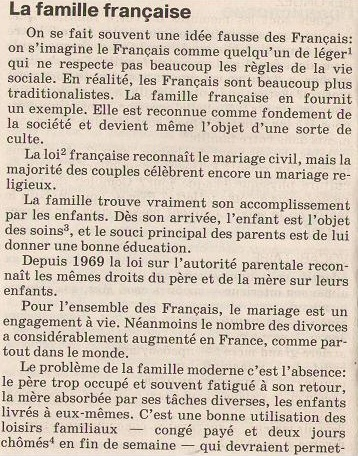 La famille française
On se fait souvent une idée fausse des Français:
on s'imagine le Français comme quelqu'un de léger¹
qui ne respecte pas beaucoup les règles de la vie
sociale. En réalité, les Français sont beaucoup plus
traditionalistes. La famille française en fournit
un exemple. Elle est reconnue comme fondement de
la société et devient même l'objet d'une sorte de
culte.
La loi² française reconnaît le mariage civil, mais la
majorité des couples célèbrent encore un mariage re-
ligieux.
La famille trouve vraiment son accomplissement
par les enfants. Dès son arrivée, l'enfant est l'objet
des soins³, et le souci principal des parents est de lui
donner une bonne éducation.
Depuis 1969 la loi sur l'autorité parentale recon-
naît les mêmes droits du père et de la mère sur leurs
enfants.
Pour l'ensemble des Français, le mariage est un
engagement à vie. Néanmoins le nombre des divorces
a considérablement augmenté en France, comme par-
tout dans le monde.
Le problème de la famille moderne c'est l'absence:
le père trop occupé et souvent fatigué à son retour,
la mère absorbée par ses tâches diverses, les enfants
livrés à eux-mêmes. C'est une bonne utilisation des
loisirs familiaux — congé payé et deux jours
chômés⁴ en fin de semaine — qui devraient permet-